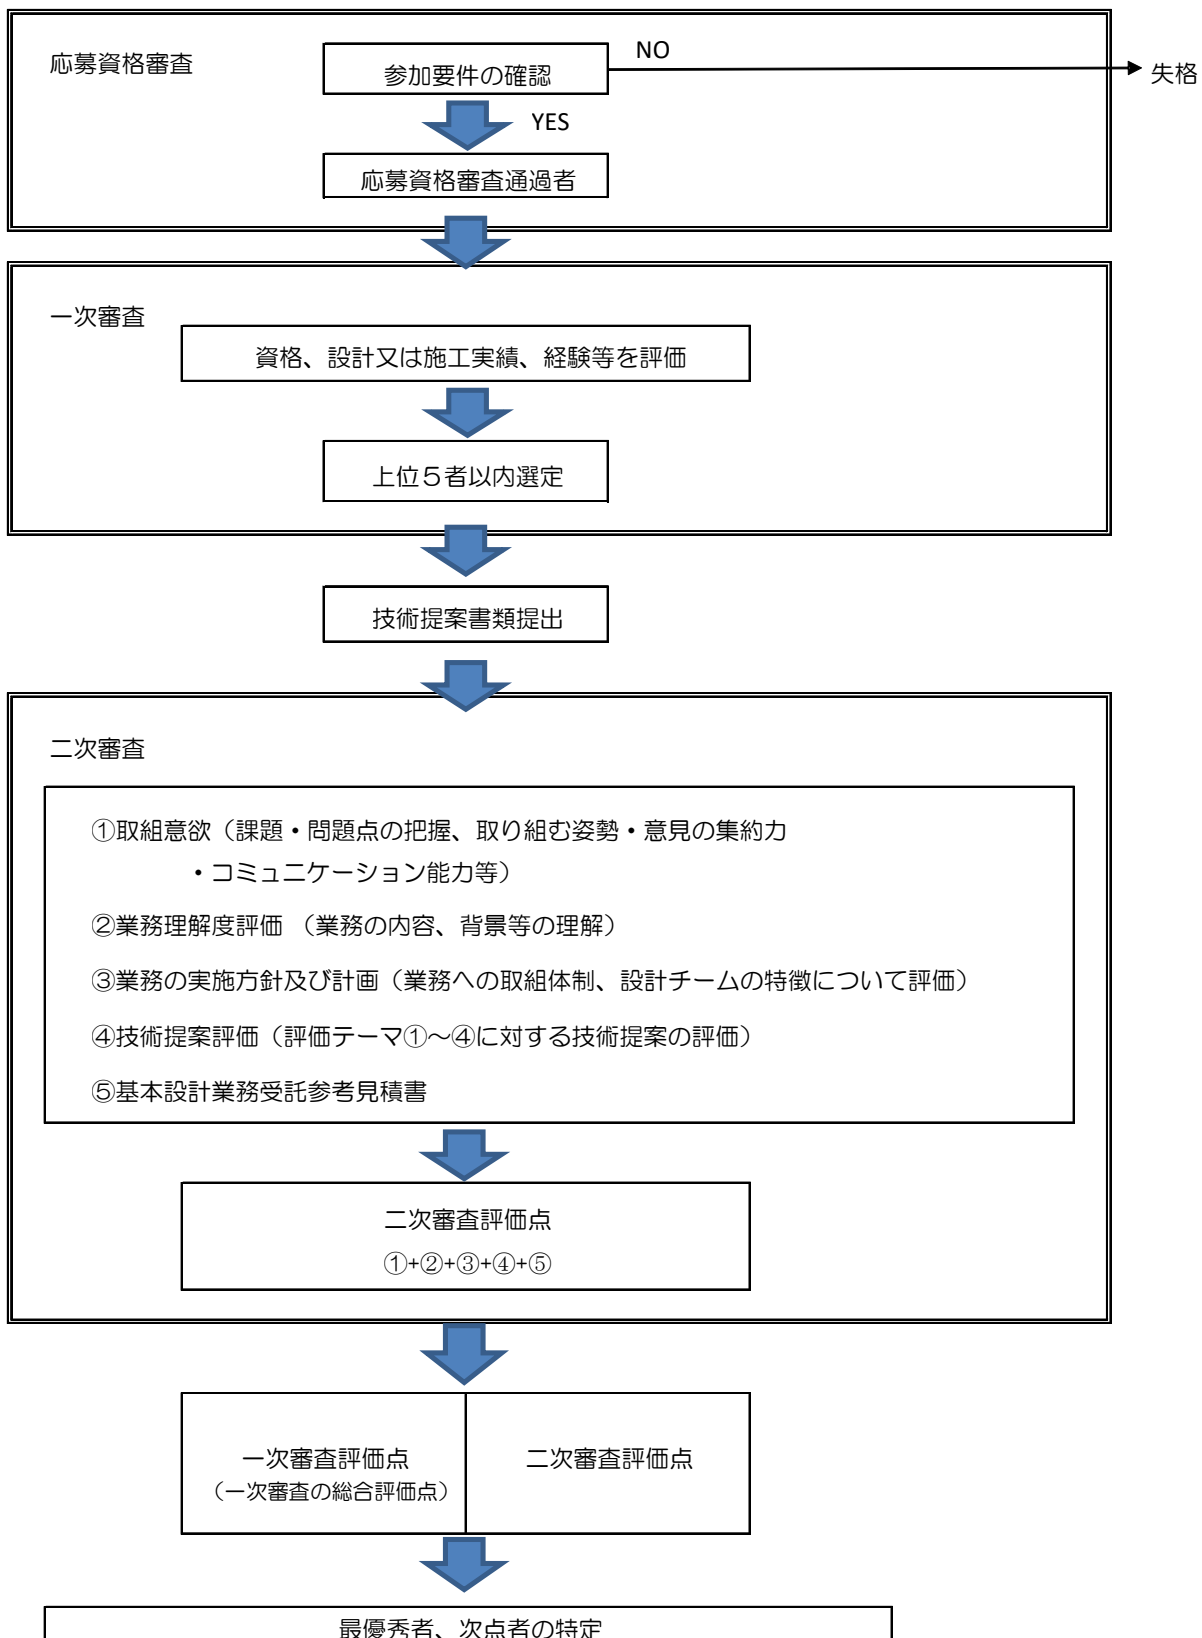 応募資格審査
参加要件の確認
NO
失格
YES
応募資格審査通過者
一次審査
資格、設計又は施工実績、経験等を評価
上位５者以内選定
技術提案書類提出
二次審査
①取組意欲（課題・問題点の把握、取り組む姿勢・意見の集約力
・コミュニケーション能力等）
②業務理解度評価 （業務の内容、背景等の理解）
③業務の実施方針及び計画（業務への取組体制、設計チームの特徴について評価）
④技術提案評価（評価テーマ①～④に対する技術提案の評価）
⑤基本設計業務受託参考見積書
二次審査評価点
①+②+③+④+⑤
一次審査評価点
（一次審査の総合評価点）
二次審査評価点
最優秀者、次点者の特定